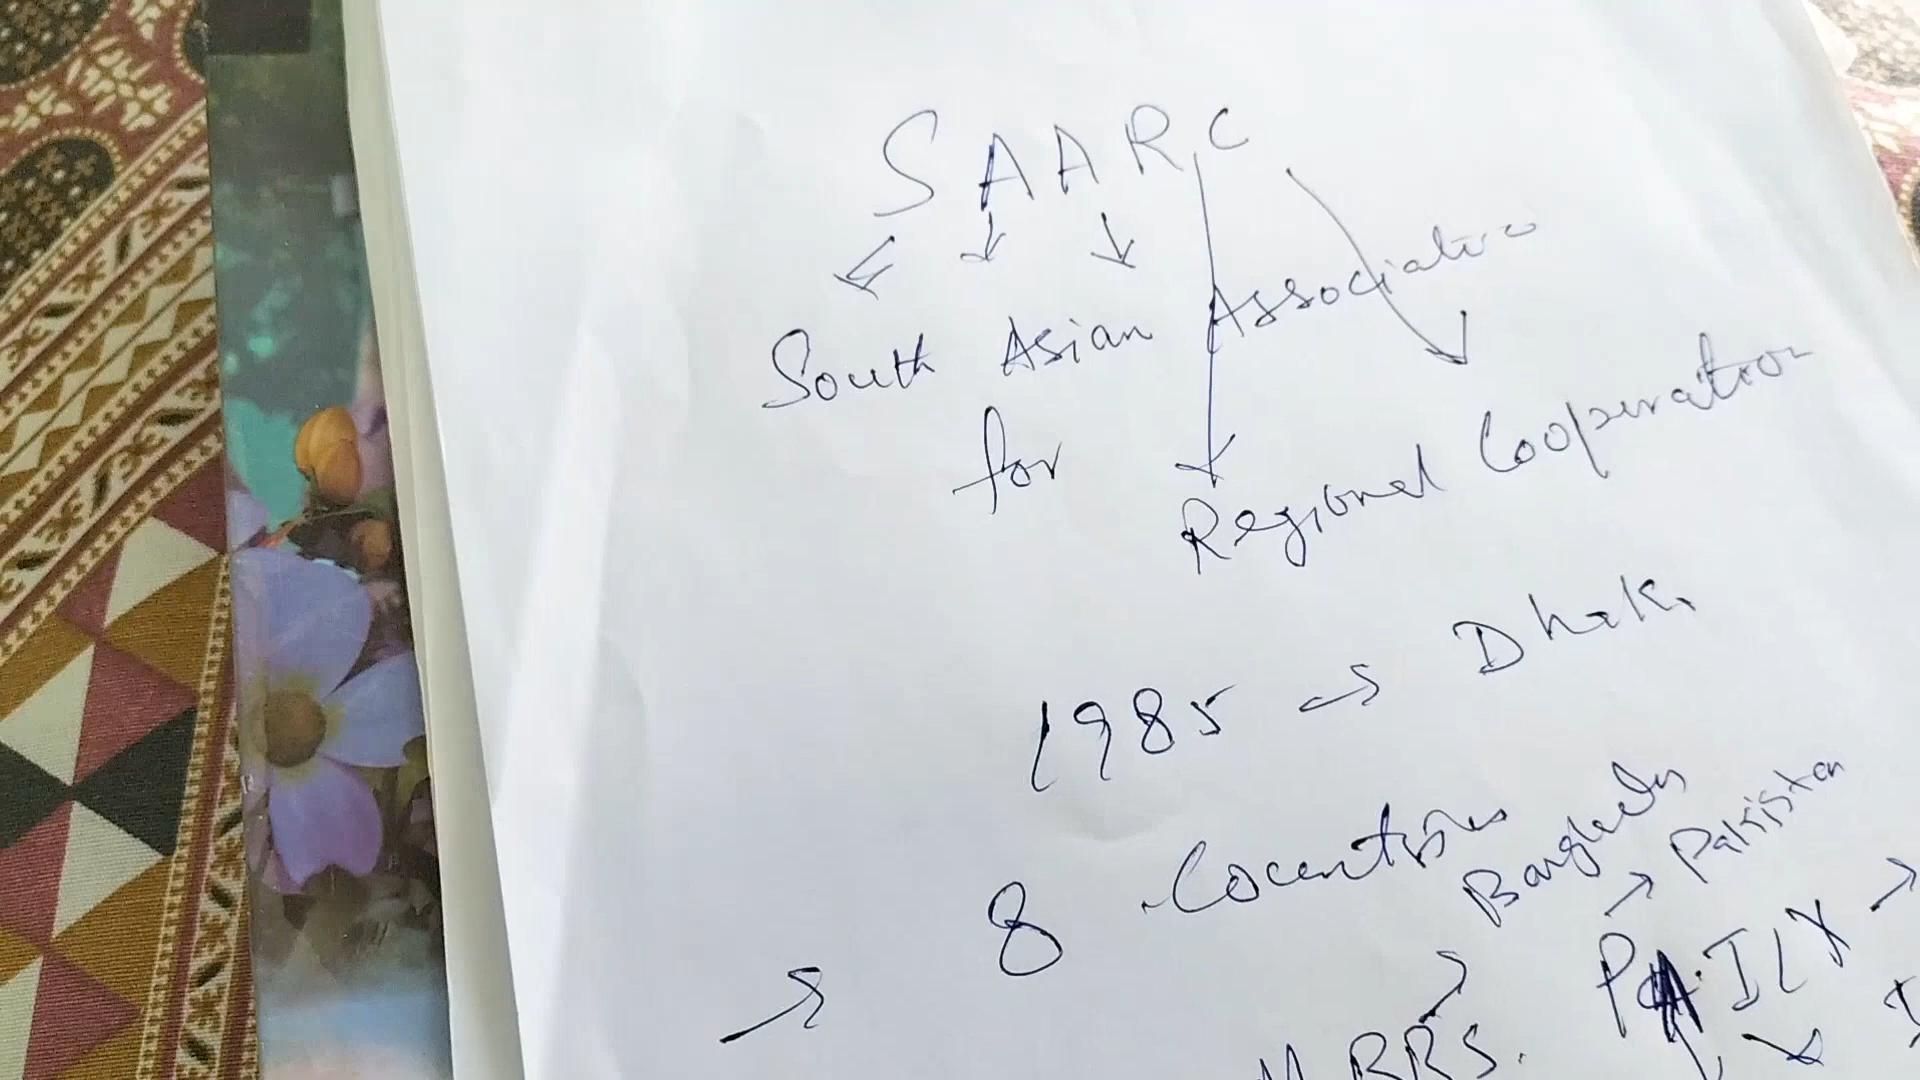 SAARC
South Asian Association
for Regional Cooperation
1985 → Dhaka
8 Countries
Bangladesh
→ Pakistan